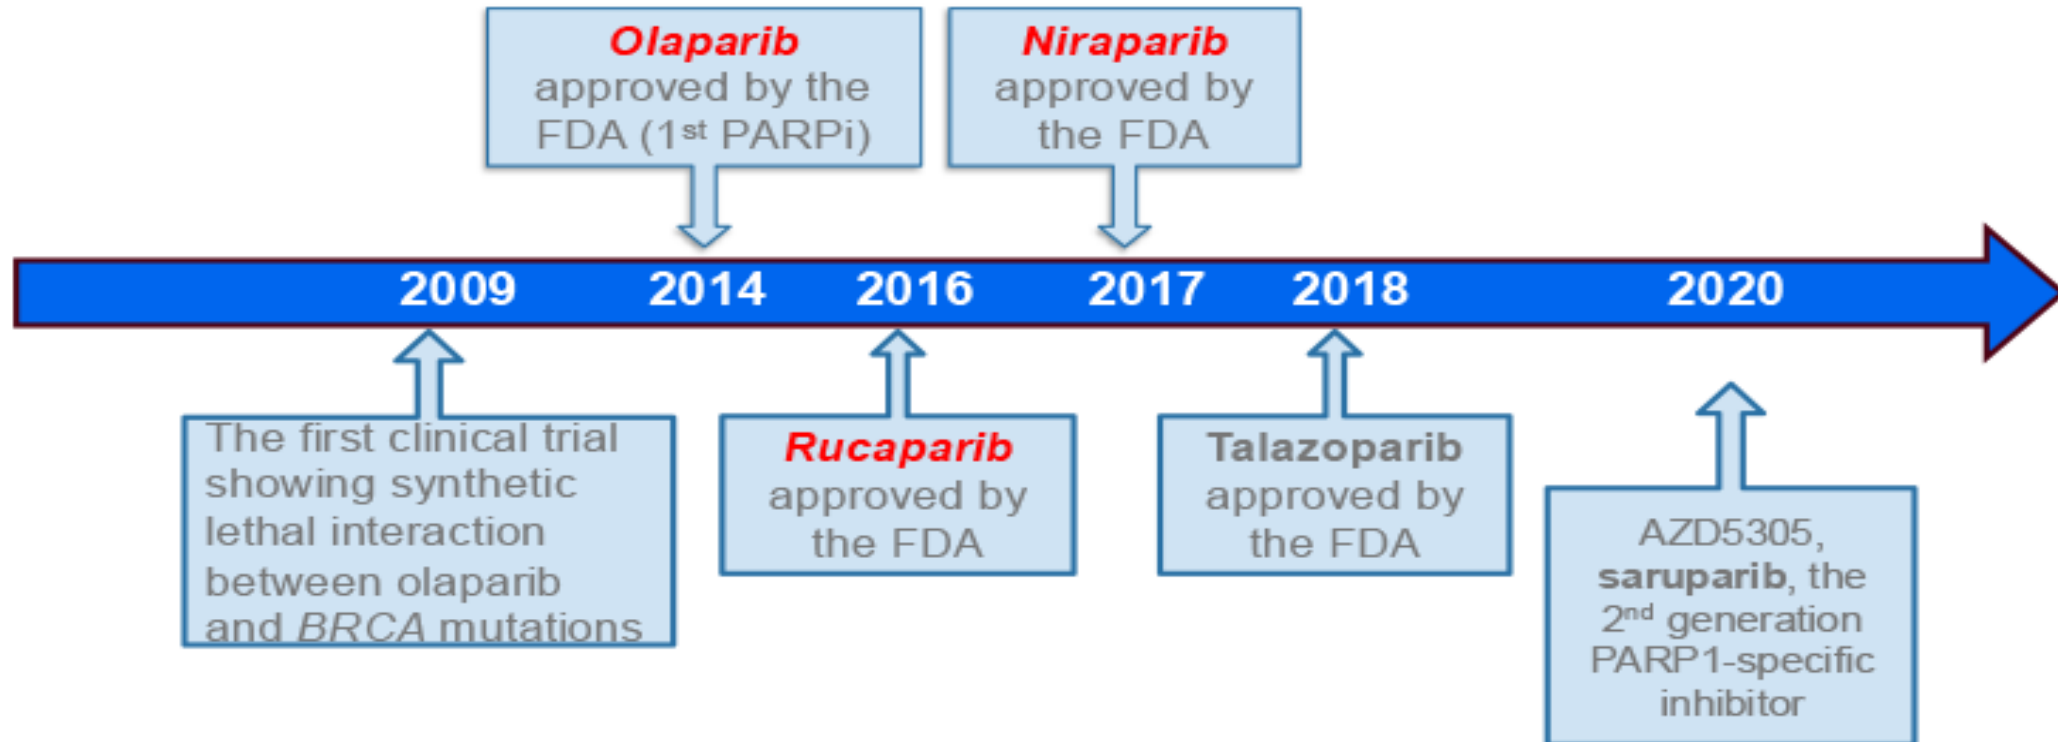 Olaparib
approved by the
FDA (1st PARPi)
Niraparib
approved by
the FDA
2009 2014 2016 2017 2018 2020
The first clinical trial
showing synthetic
lethal interaction
between olaparib
and BRCA mutations
Rucaparib
approved by
the FDA
Talazoparib
approved by
the FDA
AZD5305,
saruparib, the
2nd generation
PARP1-specific
inhibitor